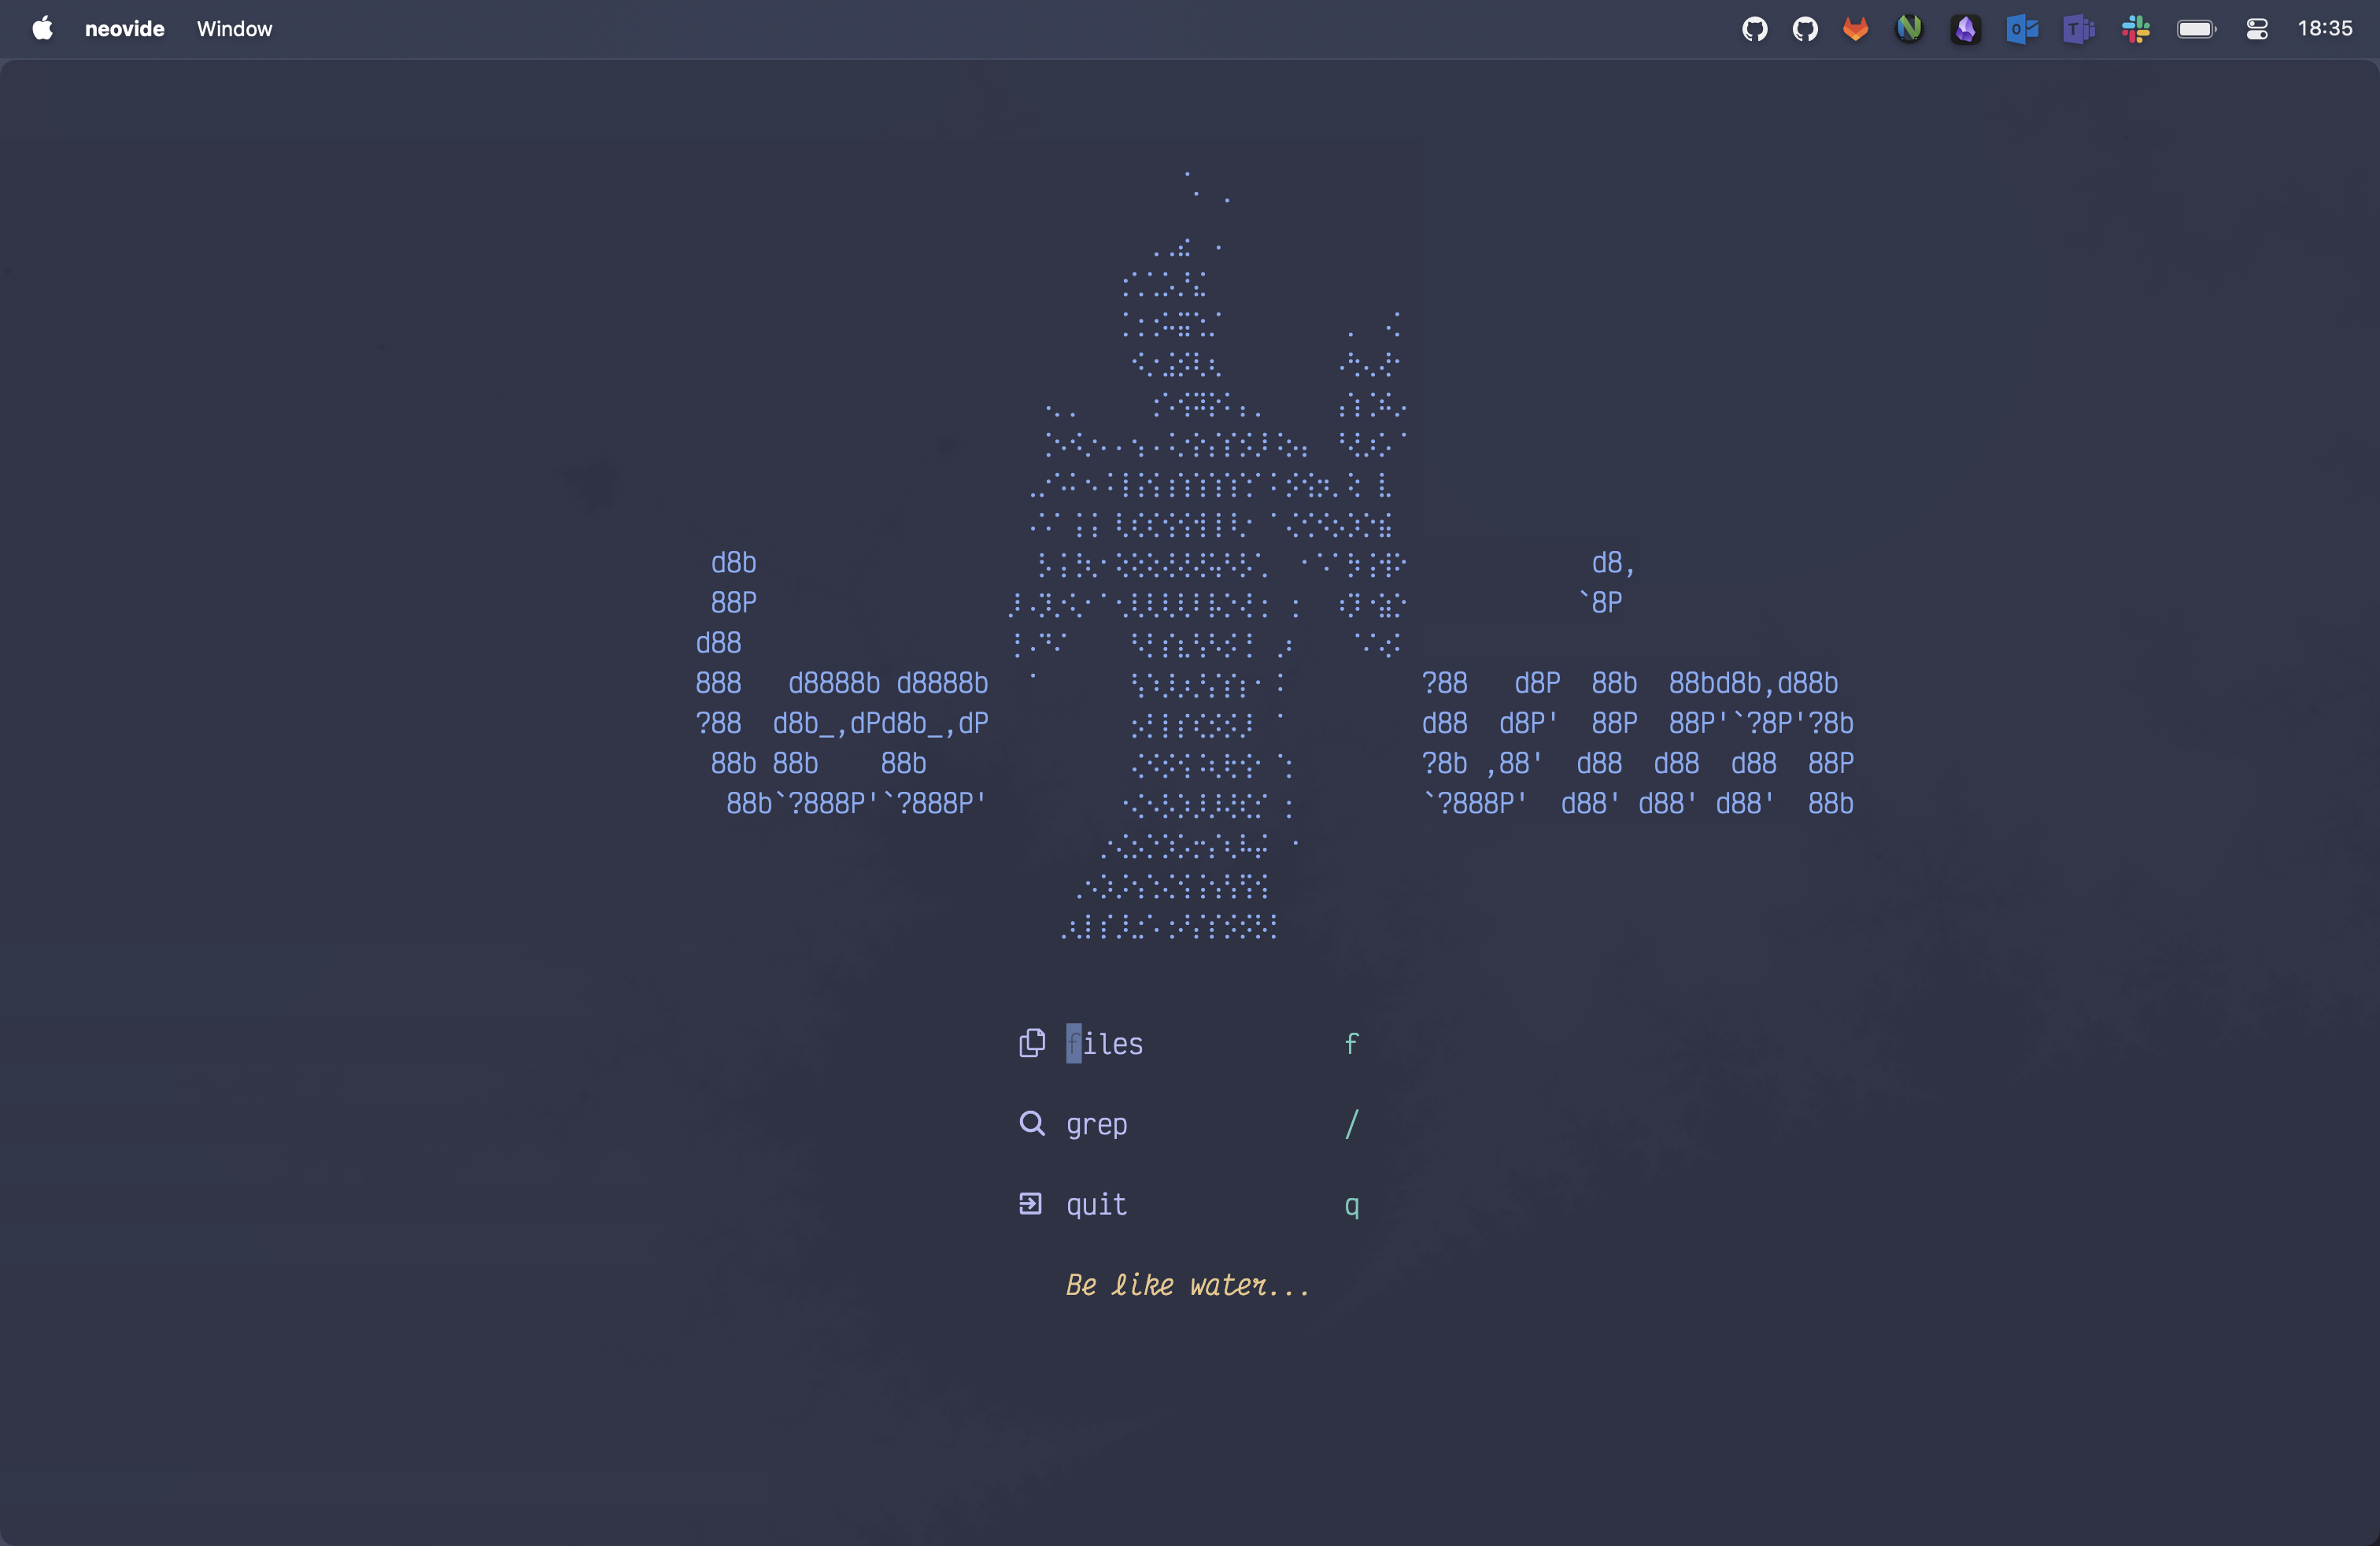 neovide Window 18:35
d8b d8,
88P `8P
d88
888   d8888b d8888b ?88   d8P  88b  88bd8b,d88b
?88  d8b_,dPd8b_,dP d88  d8P'  88P  88P'`?8P'?8b
88b 88b    88b ?8b ,88'  d88  d88  d88  88P
88b`?888P'`?888P' `?888P'  d88' d88' d88'  88b
files f
grep /
quit q
Be like water...